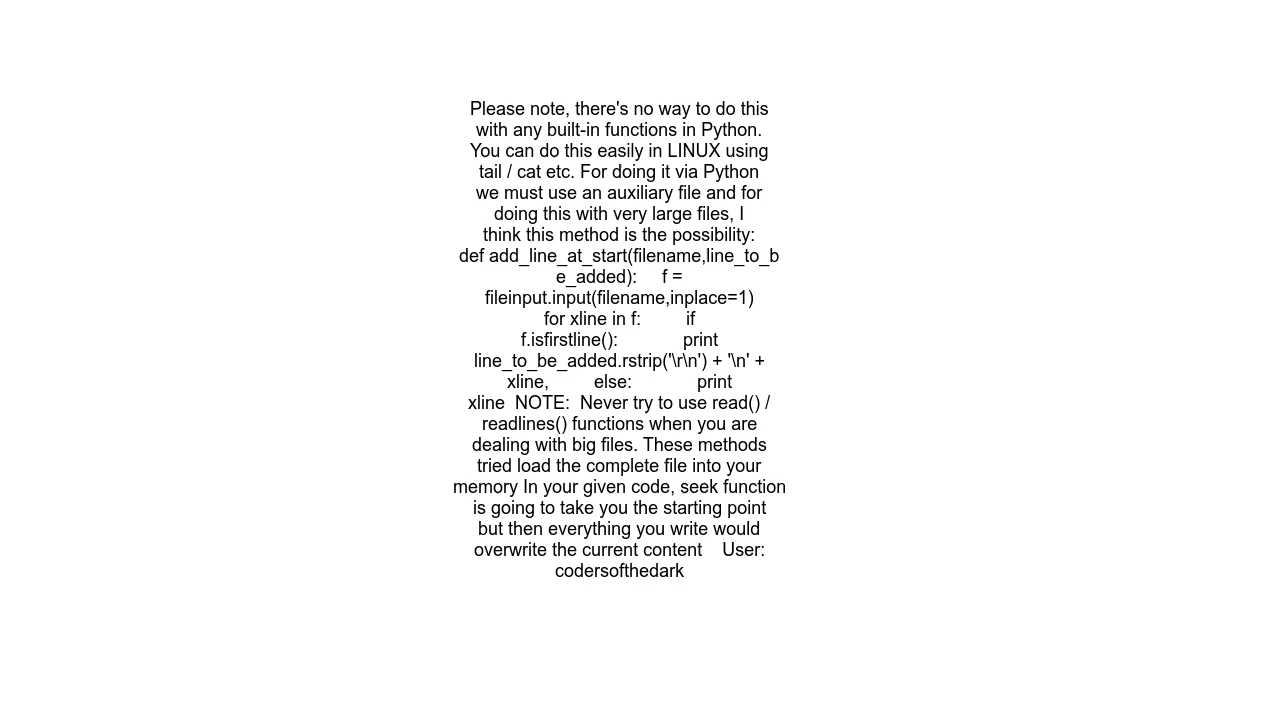 Please note, there's no way to do this
with any built-in functions in Python.
You can do this easily in LINUX using
tail / cat etc. For doing it via Python
we must use an auxiliary file and for
doing this with very large files, I
think this method is the possibility:
def add_line_at_start(filename,line_to_b
e_added):     f =
fileinput.input(filename,inplace=1)
for xline in f:         if
f.isfirstline():             print
line_to_be_added.rstrip('\r\n') + '\n' +
xline,         else:             print
xline  NOTE:  Never try to use read() /
readlines() functions when you are
dealing with big files. These methods
tried load the complete file into your
memory In your given code, seek function
is going to take you the starting point
but then everything you write would
overwrite the current content    User:
codersofthedark